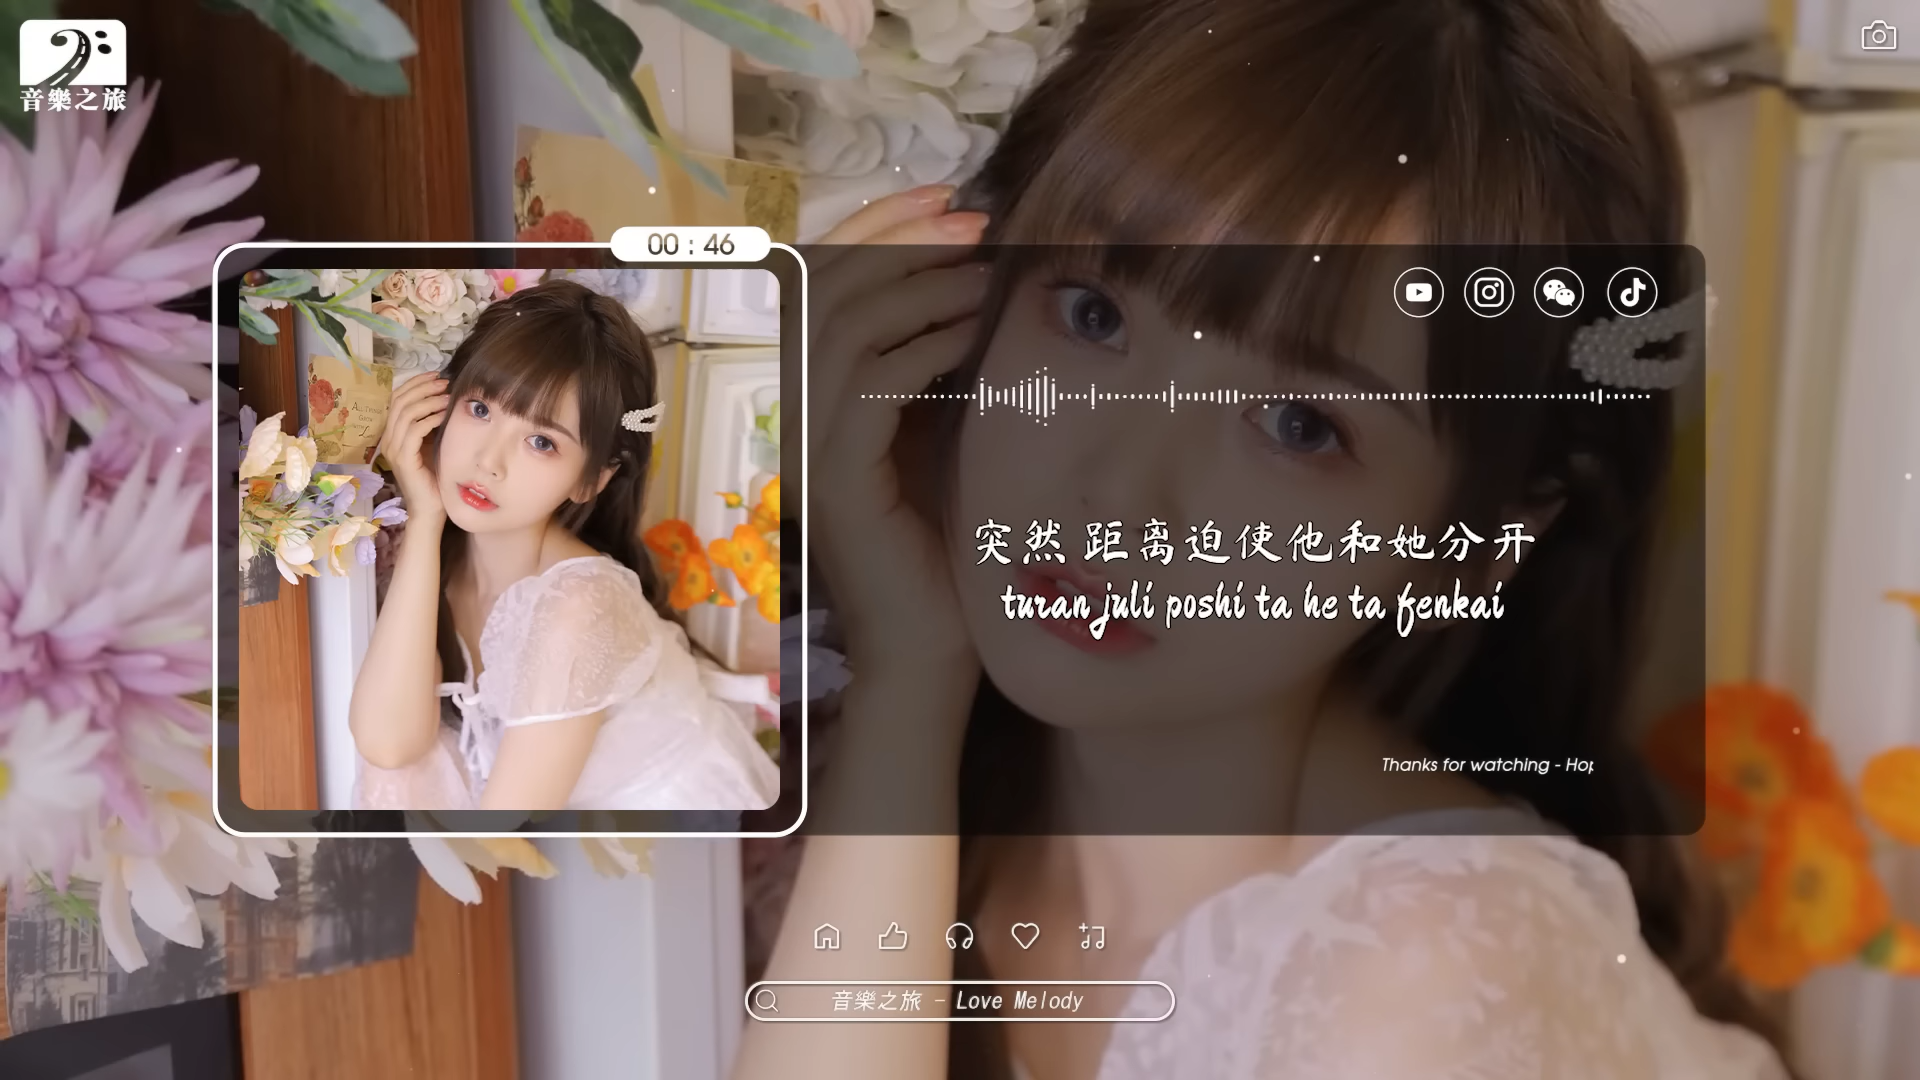 音樂之旅
00 : 46
突然 距离迫使他和她分开
turan juli poshi ta he ta fenkai
Thanks for watching - Hop
音樂之旅 - Love Melody